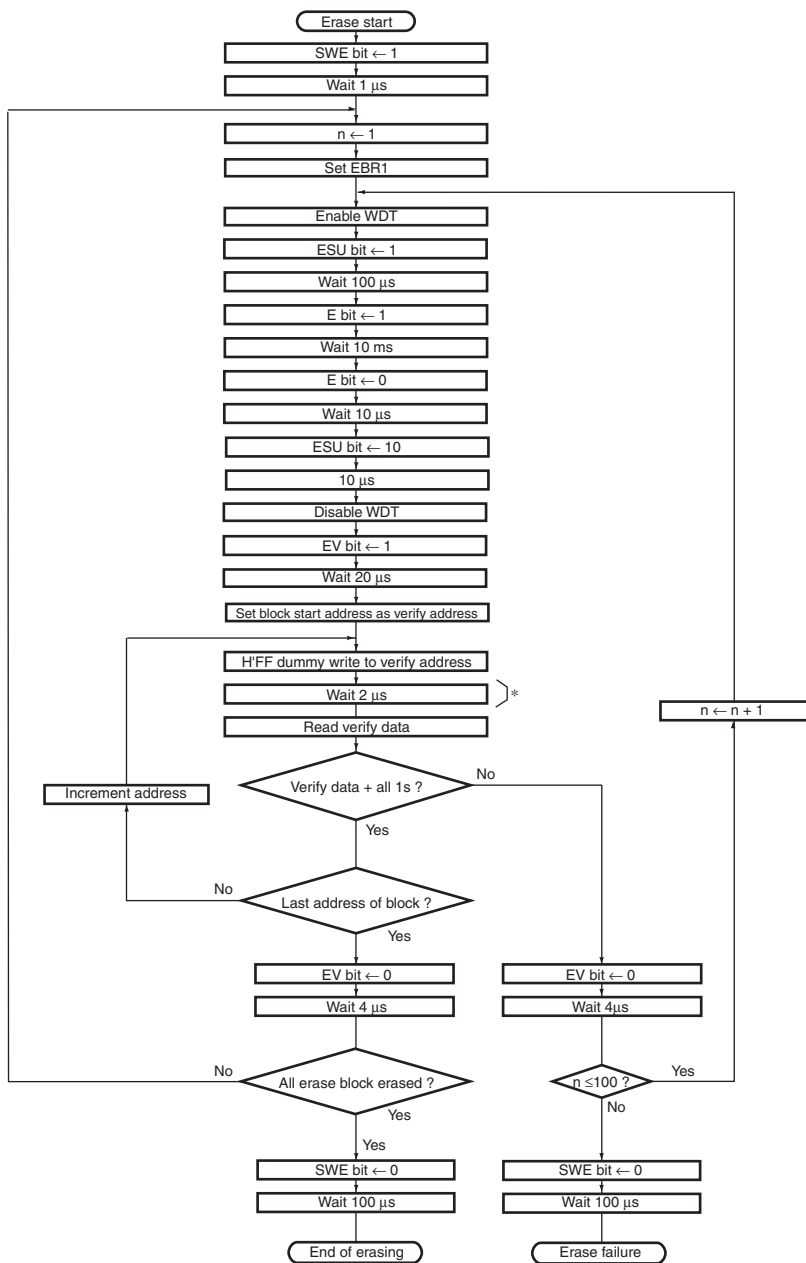 Erase start
SWE bit ← 1
Wait 1 μs
n ← 1
Set EBR1
Enable WDT
ESU bit ← 1
Wait 100 μs
E bit ← 1
Wait 10 ms
E bit ← 0
Wait 10 μs
ESU bit ← 10
10 μs
Disable WDT
EV bit ← 1
Wait 20 μs
Set block start address as verify address
H'FF dummy write to verify address
Wait 2 μs
*
n ← n + 1
Read verify data
No
Verify data + all 1s ?
Increment address
Yes
No
Last address of block ?
Yes
EV bit ← 0
EV bit ← 0
Wait 4 μs
Wait 4μs
No
All erase block erased ?
n ≤100 ?
Yes
Yes
No
Yes
SWE bit ← 0
SWE bit ← 0
Wait 100 μs
Wait 100 μs
End of erasing
Erase failure